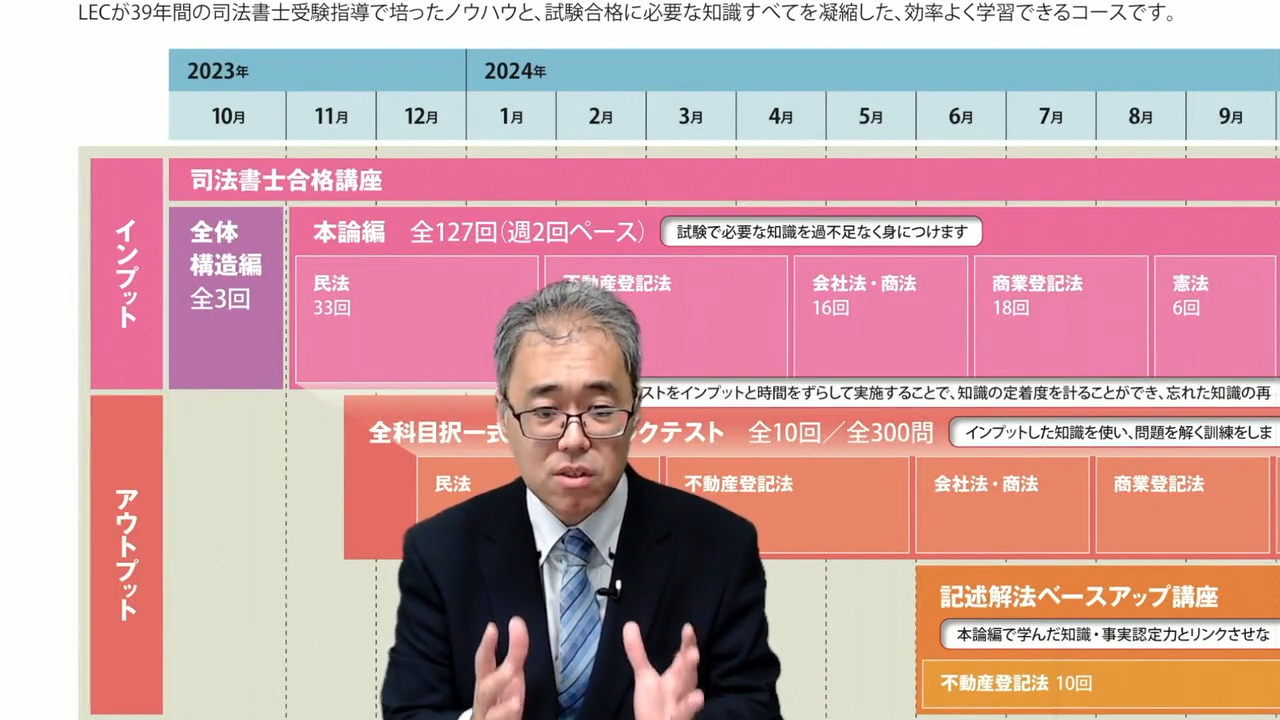 LECが39年間の司法書士受験指導で培ったノウハウと、試験合格に必要な知識すべてを凝縮した、効率よく学習できるコースです。
2023年
2024年
10月 11月 12月 1月 2月 3月 4月 5月 6月 7月 8月 9月
インプット
司法書士合格講座
全体
構造編
全3回
本論編 全127回(週2回ペース)
試験で必要な知識を過不足なく身につけます
民法
33回
不動産登記法
会社法・商法
16回
商業登記法
18回
憲法
6回
ストをインプットと時間をずらして実施することで、知識の定着度を計ることができ、忘れた知識の再
アウトプット
全科目択一式
クテスト 全10回/全300問
インプットした知識を使い、問題を解く訓練をしま
民法
不動産登記法
会社法・商法
商業登記法
記述解法ベースアップ講座
本論編で学んだ知識・事実認定力とリンクさせな
不動産登記法 10回